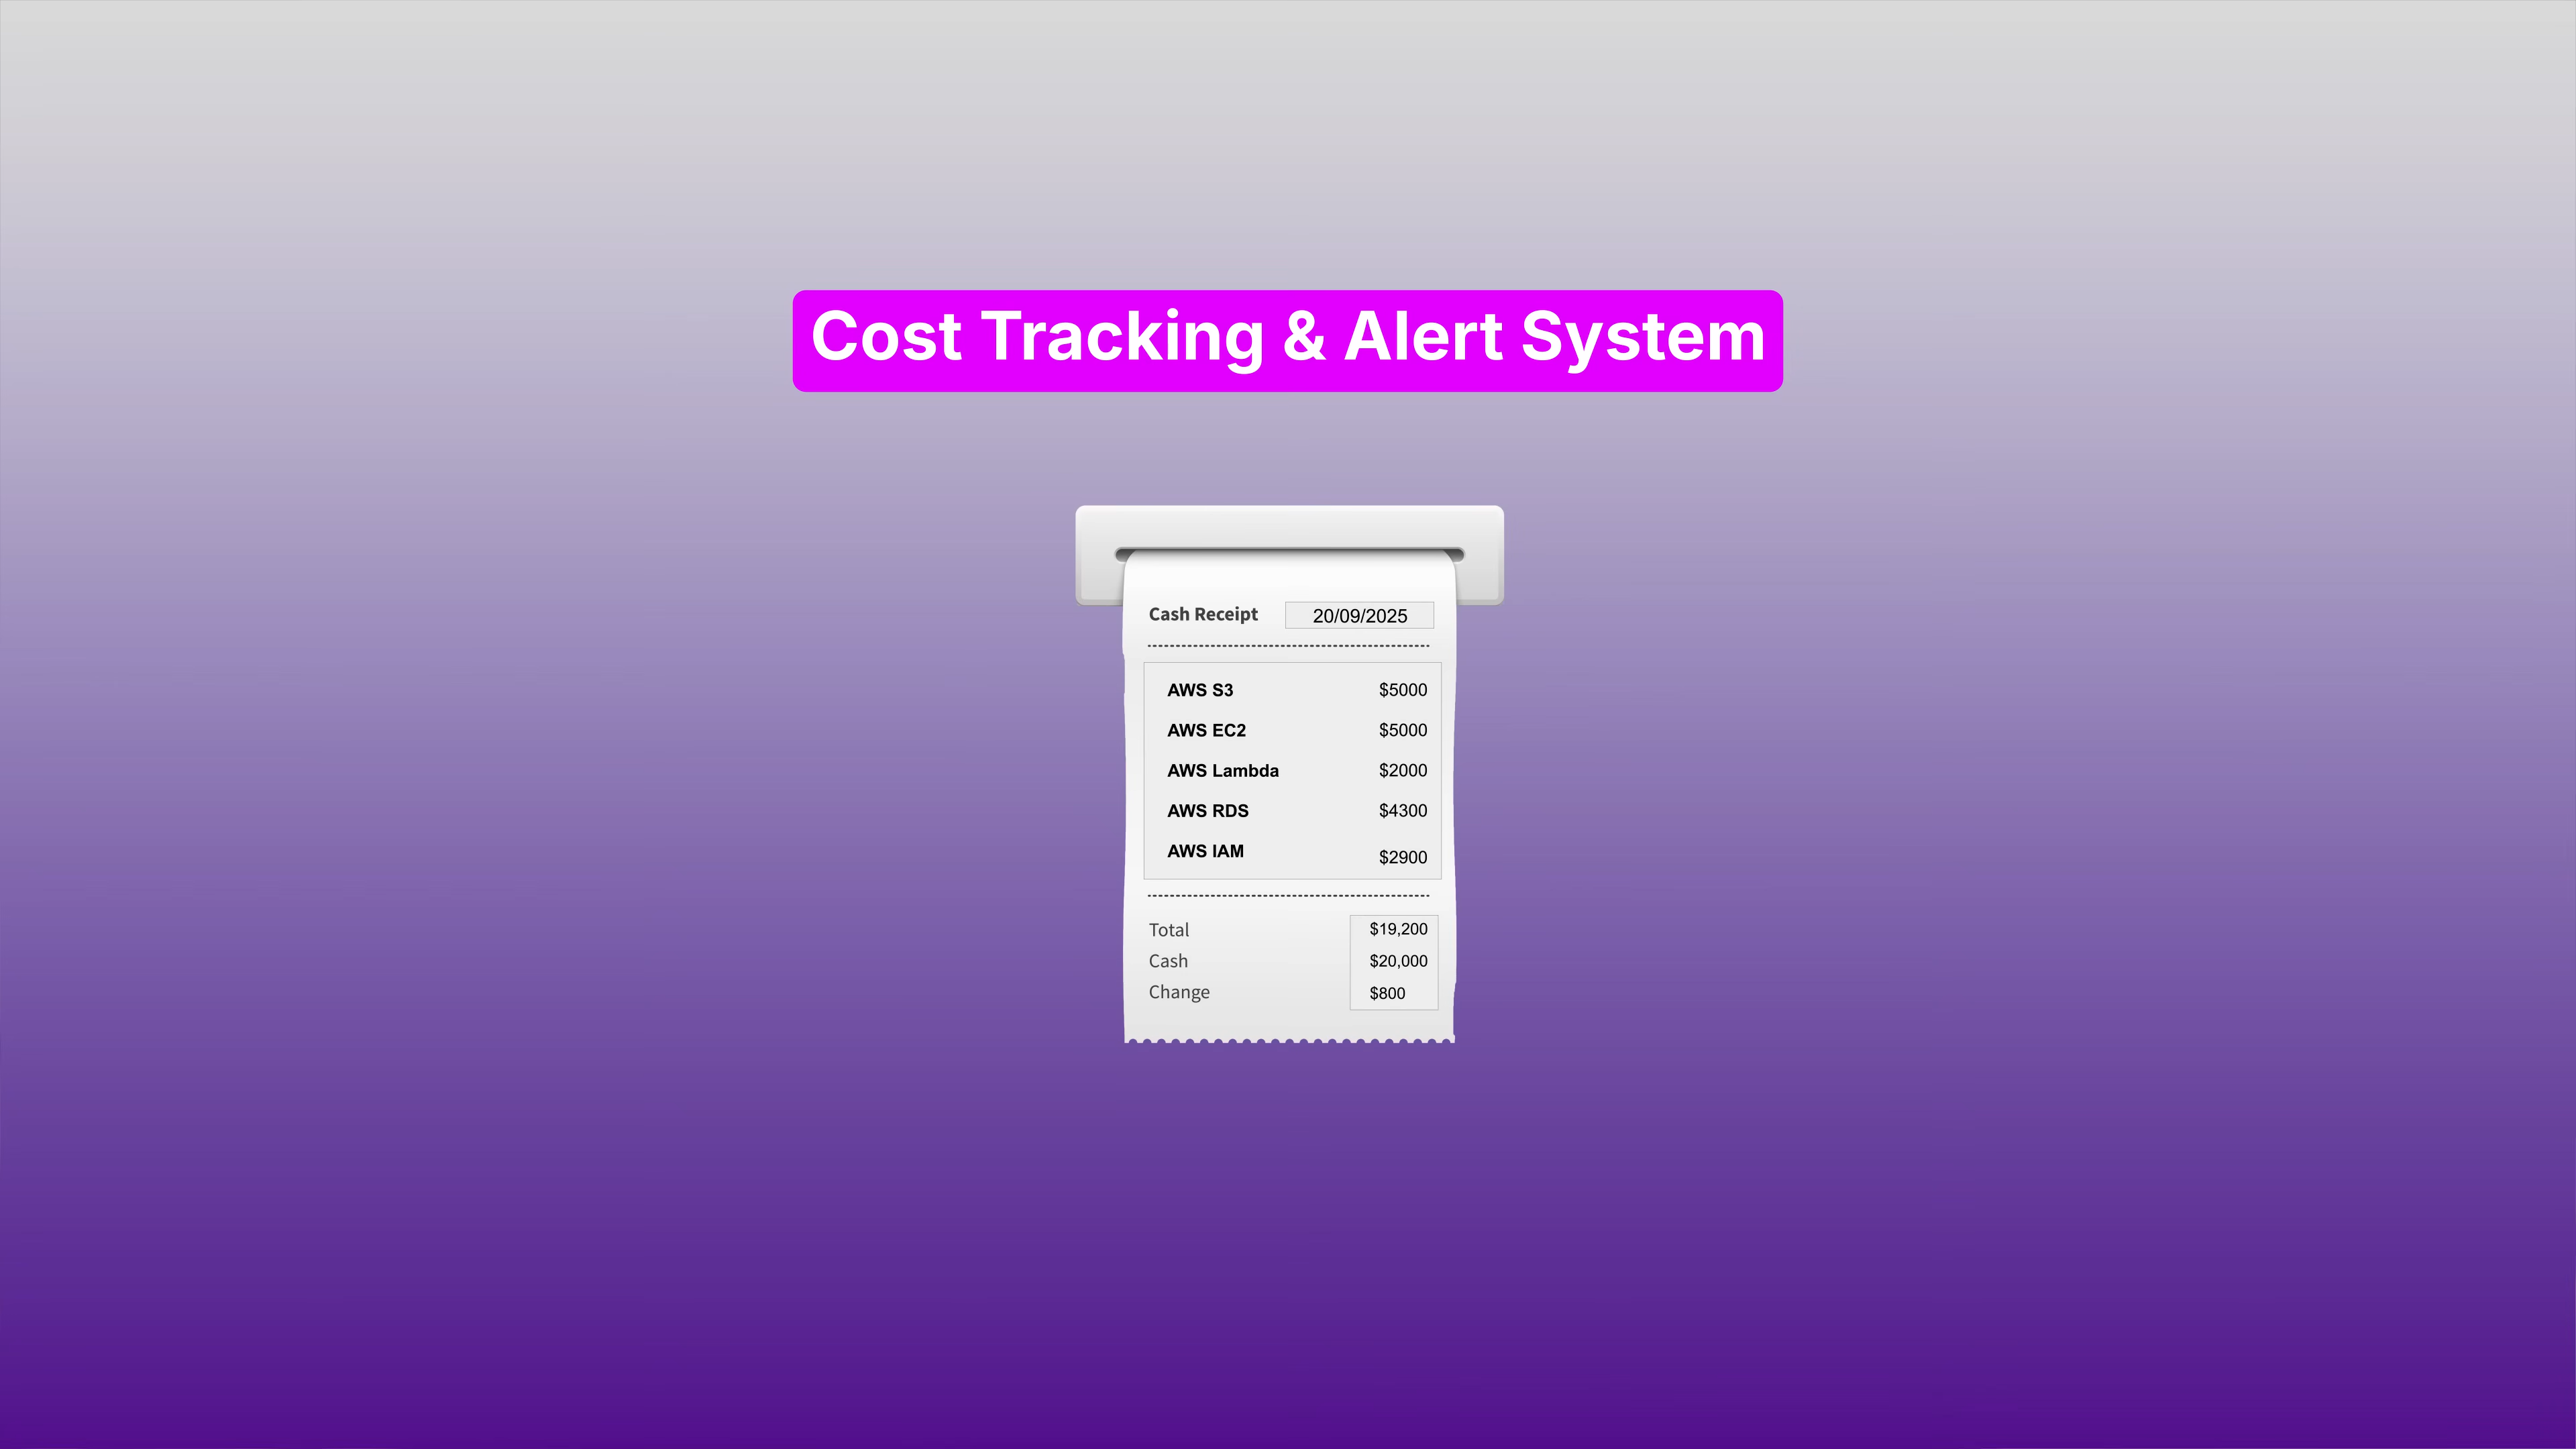 Cost Tracking & Alert System
Cash Receipt 20/09/2025
AWS S3 $5000
AWS EC2 $5000
AWS Lambda $2000
AWS RDS $4300
AWS IAM $2900
Total $19,200
Cash $20,000
Change $800